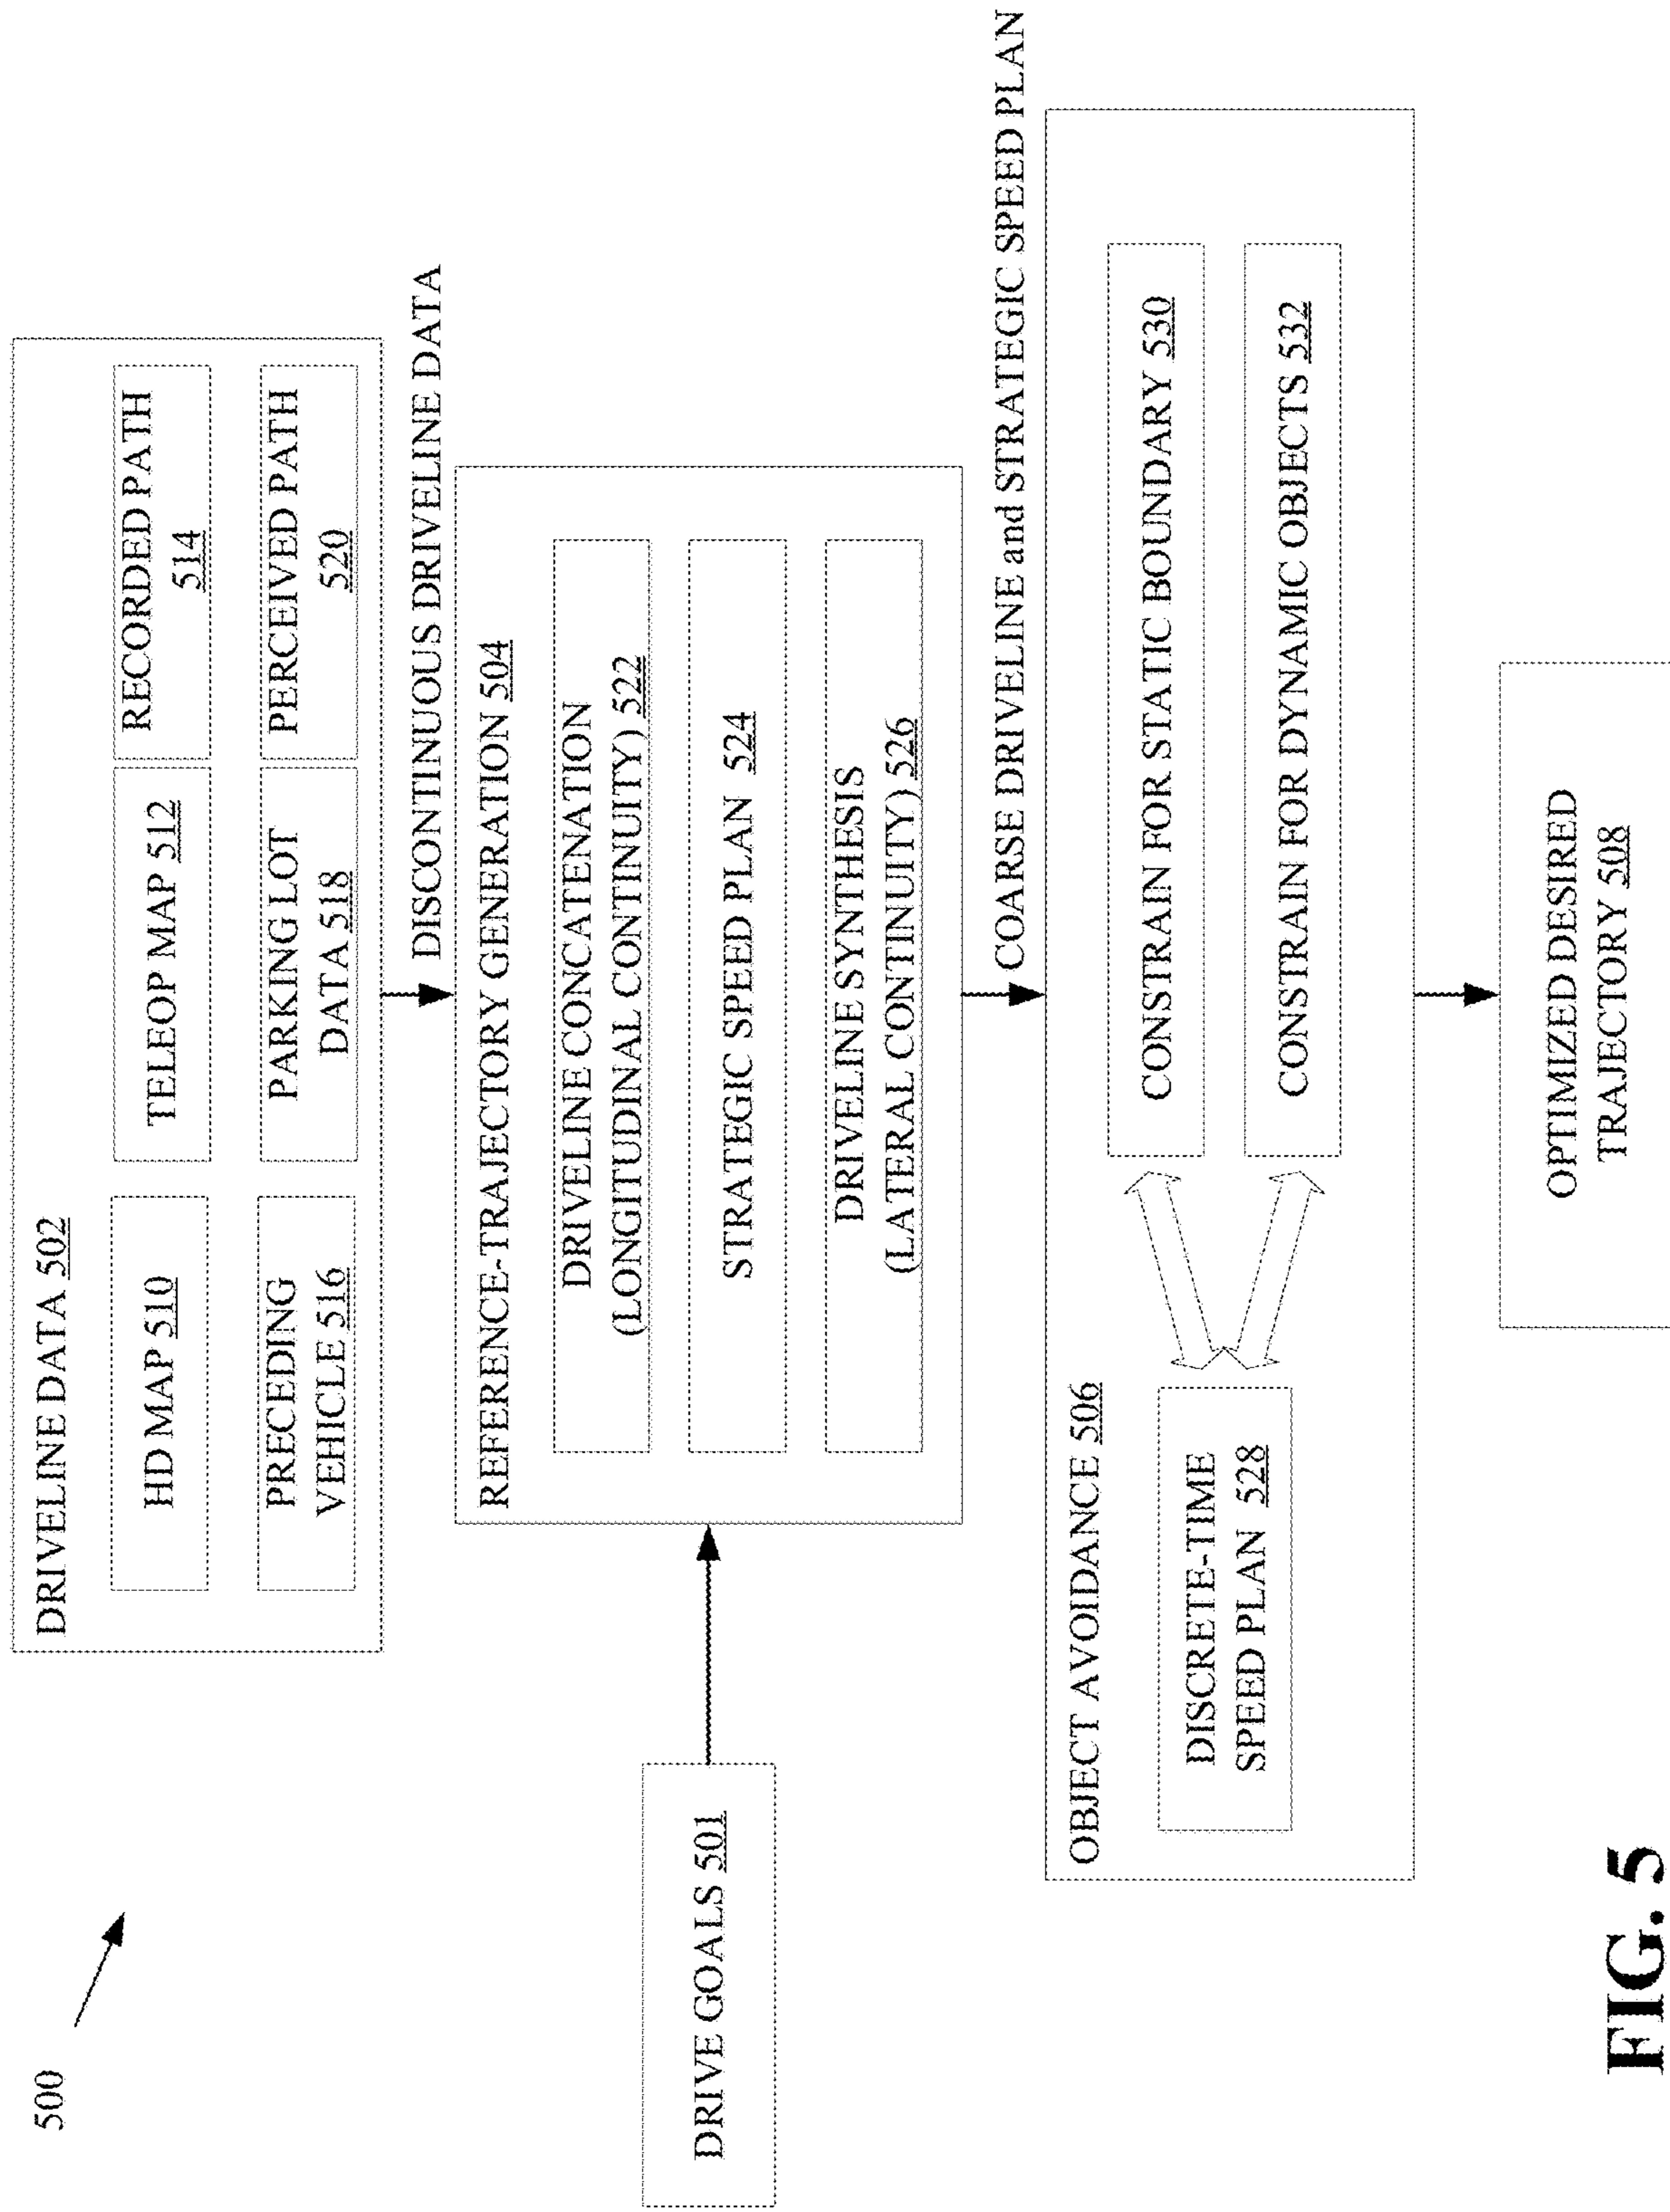 500
DRIVELINE DATA 502
HD MAP 510
TELEOP MAP 512
RECORDED PATH
514
PRECEDING
VEHICLE 516
PARKING LOT
DATA 518
PERCEIVED PATH
520
DISCONTINUOUS DRIVELINE DATA
DRIVE GOALS 501
REFERENCE-TRAJECTORY GENERATION 504
DRIVELINE CONCATENATION
(LONGITUDINAL CONTINUITY) 522
STRATEGIC SPEED PLAN 524
DRIVELINE SYNTHESIS
(LATERAL CONTINUITY) 526
COARSE DRIVELINE and STRATEGIC SPEED PLAN
OBJECT AVOIDANCE 506
DISCRETE-TIME
SPEED PLAN 528
CONSTRAIN FOR STATIC BOUNDARY 530
CONSTRAIN FOR DYNAMIC OBJECTS 532
OPTIMIZED DESIRED
TRAJECTORY 508
FIG. 5